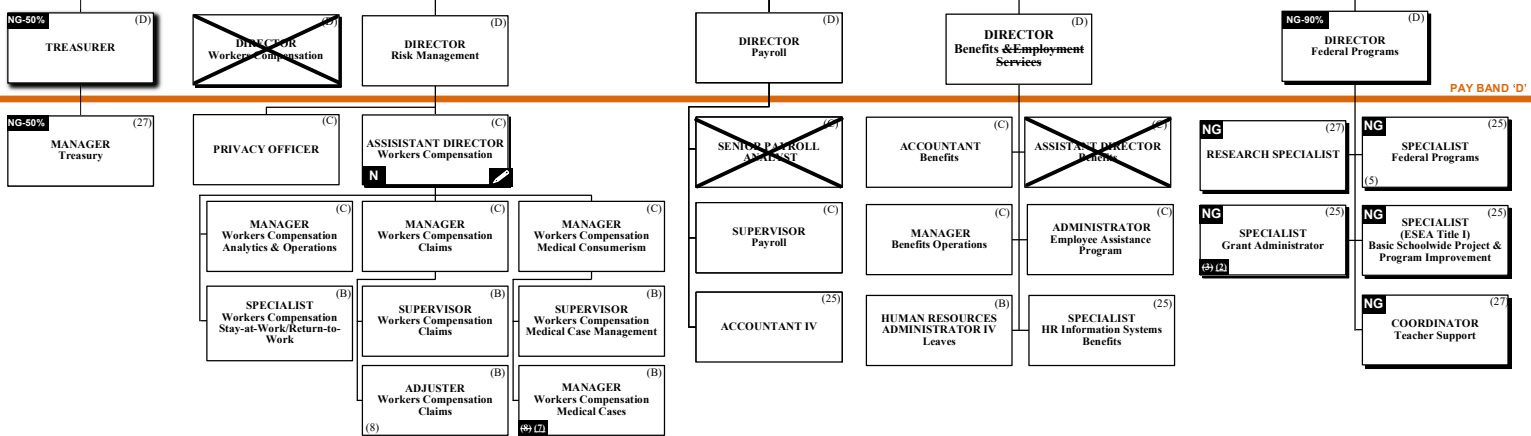 NG-50%
(D)
TREASURER
(D)
DIRECTOR
Workers Compensation
(D)
DIRECTOR
Risk Management
(D)
DIRECTOR
Payroll
(D)
DIRECTOR
Benefits &Employment
Services
NG-90%
(D)
DIRECTOR
Federal Programs
PAY BAND ‘D’
NG-50%
(27)
MANAGER
Treasury
(C)
PRIVACY OFFICER
(C)
ASSISISTANT DIRECTOR
Workers Compensation
N
(C)
SENIOR PAYROLL
ANALYST
(C)
ACCOUNTANT
Benefits
(C)
ASSISTANT DIRECTOR
Benefits
NG
(27)
RESEARCH SPECIALIST
NG
(25)
SPECIALIST
Federal Programs
(5)
(C)
MANAGER
Workers Compensation
Analytics & Operations
(C)
MANAGER
Workers Compensation
Claims
(C)
MANAGER
Workers Compensation
Medical Consumerism
(C)
SUPERVISOR
Payroll
(C)
MANAGER
Benefits Operations
(C)
ADMINISTRATOR
Employee Assistance
Program
NG
(25)
SPECIALIST
Grant Administrator
(3) (2)
NG
(25)
SPECIALIST
(ESEA Title I)
Basic Schoolwide Project &
Program Improvement
(B)
SPECIALIST
Workers Compensation
Stay-at-Work/Return-to-
Work
(B)
SUPERVISOR
Workers Compensation
Claims
(B)
SUPERVISOR
Workers Compensation
Medical Case Management
(25)
ACCOUNTANT IV
(B)
HUMAN RESOURCES
ADMINISTRATOR IV
Leaves
(25)
SPECIALIST
HR Information Systems
Benefits
NG
(27)
COORDINATOR
Teacher Support
(B)
ADJUSTER
Workers Compensation
Claims
(8)
(B)
MANAGER
Workers Compensation
Medical Cases
(8) (7)